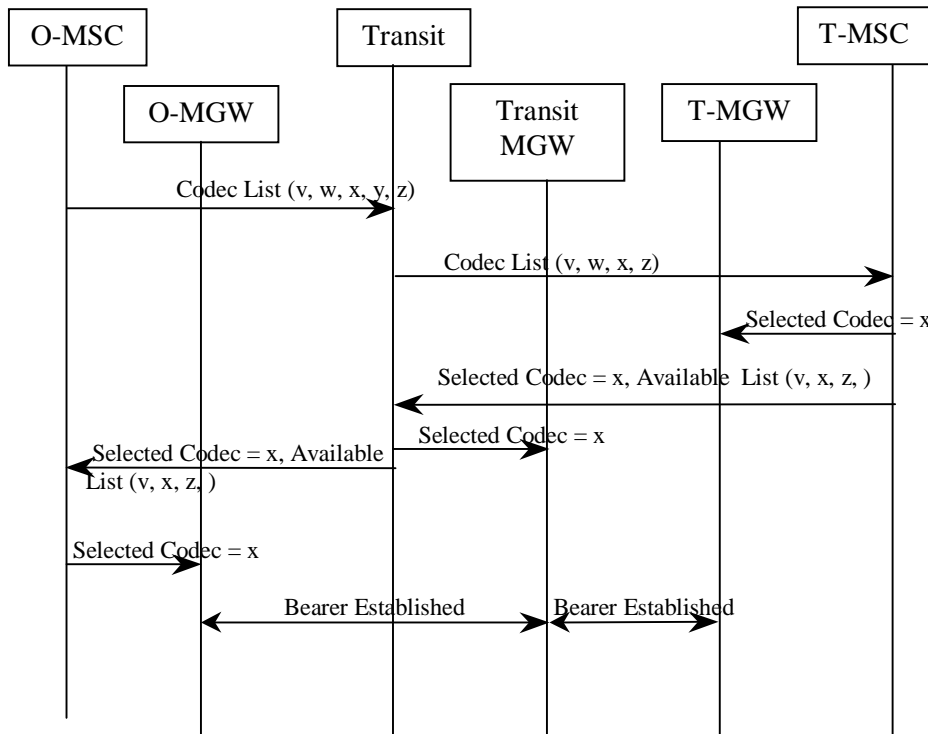 O-MSC
Transit
T-MSC
O-MGW
Transit
MGW
T-MGW
Codec List (v, w, x, y, z)
Codec List (v, w, x, z)
Selected Codec = x
Selected Codec = x, Available List (v, x, z, )
Selected Codec = x
Selected Codec = x, Available
List (v, x, z, )
Selected Codec = x
Bearer Established
Bearer Established